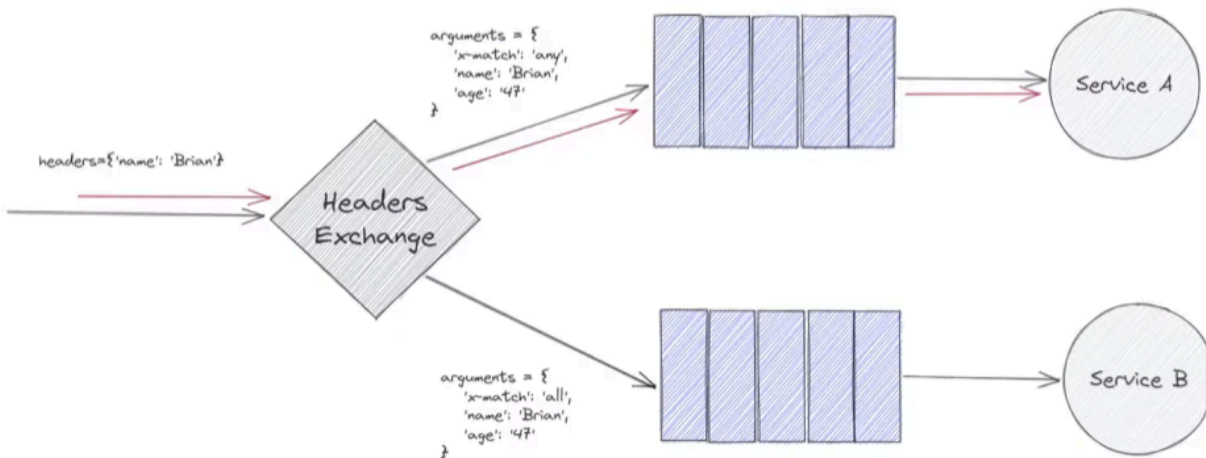 arguments = {
'x-match': 'any',
'name': 'Brian',
'age': '47'
}
Service A
headers={'name': 'Brian'}
Headers
Exchange
arguments = {
'x-match': 'all',
'name': 'Brian',
'age': '47'
}
Service B